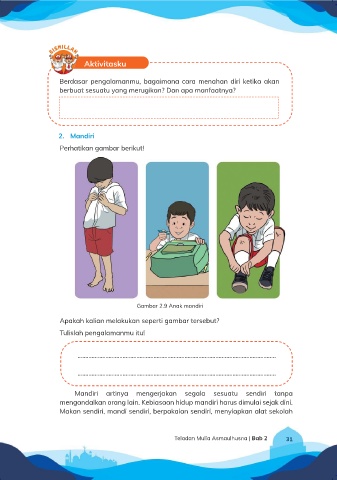 BISMILLAH
Aktivitasku
Berdasar pengalamanmu, bagaimana cara menahan diri ketika akan
berbuat sesuatu yang merugikan? Dan apa manfaatnya?
2. Mandiri
Perhatikan gambar berikut!
Gambar 2.9 Anak mandiri
Apakah kalian melakukan seperti gambar tersebut?
Tulislah pengalamanmu itu!
Mandiri artinya mengerjakan segala sesuatu sendiri tanpa
mengandalkan orang lain. Kebiasaan hidup mandiri harus dimulai sejak dini.
Makan sendiri, mandi sendiri, berpakaian sendiri, menyiapkan alat sekolah
Teladan Mulia Asmaulhusna | Bab 2 31